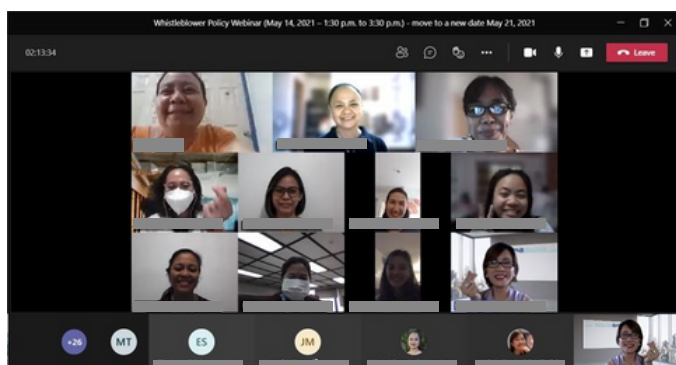 Whistleblower Policy Webinar (May 14, 2021 – 1:30 p.m. to 3:30 p.m.) - move to a new date May 21, 2021
02:13:34
Leave
+26
MT
ES
JM